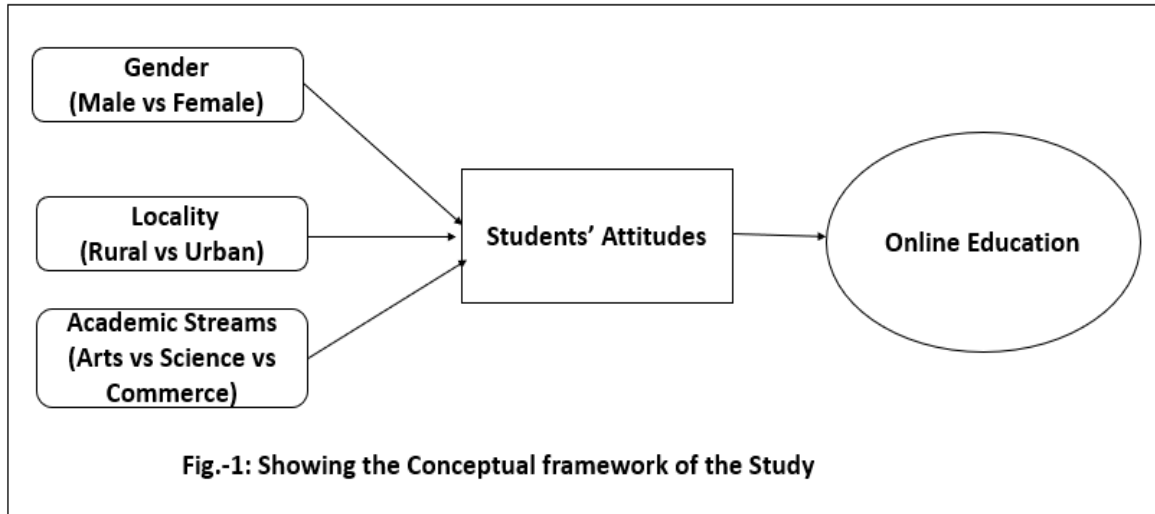 Gender
(Male vs Female)
Locality
(Rural vs Urban)
Academic Streams
(Arts vs Science vs
Commerce)
Students’ Attitudes
Online Education
Fig.-1: Showing the Conceptual framework of the Study